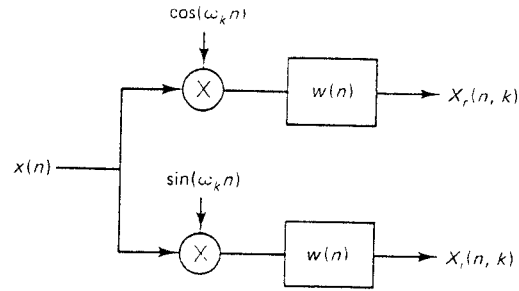 cos(ω_k n)
X
w(n)
X_r(n, k)
x(n)
sin(ω_k n)
X
w(n)
X_i(n, k)